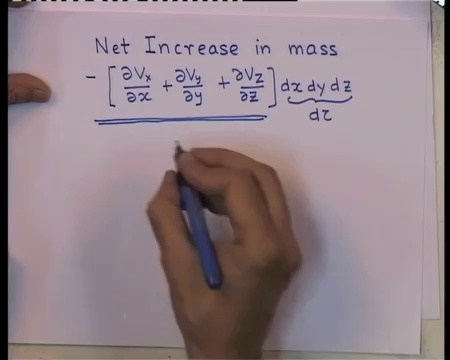 Net Increase in mass
- [ ∂Vx/∂x + ∂Vy/∂y + ∂Vz/∂z ] dx dy dz
dτ